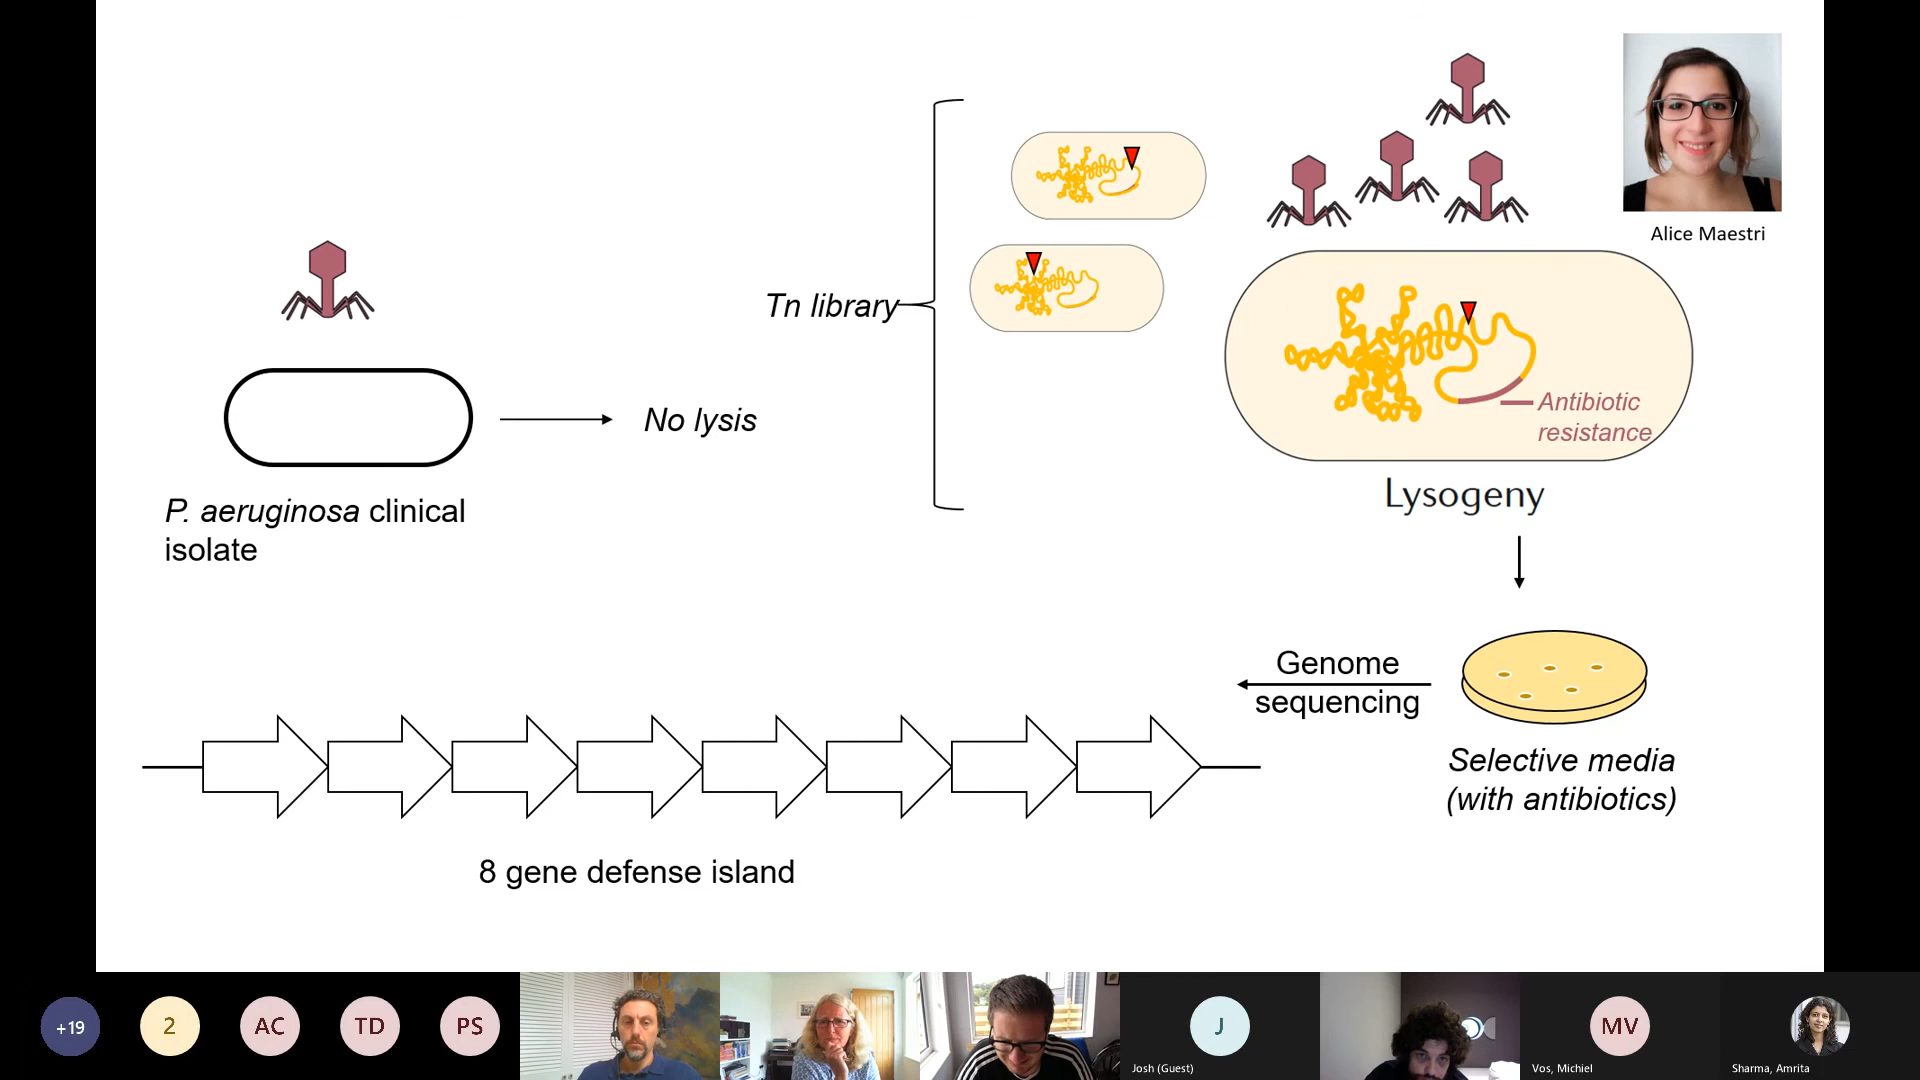 Alice Maestri
Tn library
No lysis
P. aeruginosa clinical
isolate
Antibiotic
resistance
Lysogeny
Genome
sequencing
Selective media
(with antibiotics)
8 gene defense island
+19
2
AC
TD
PS
J
Josh (Guest)
MV
Vos, Michiel
Sharma, Amrita